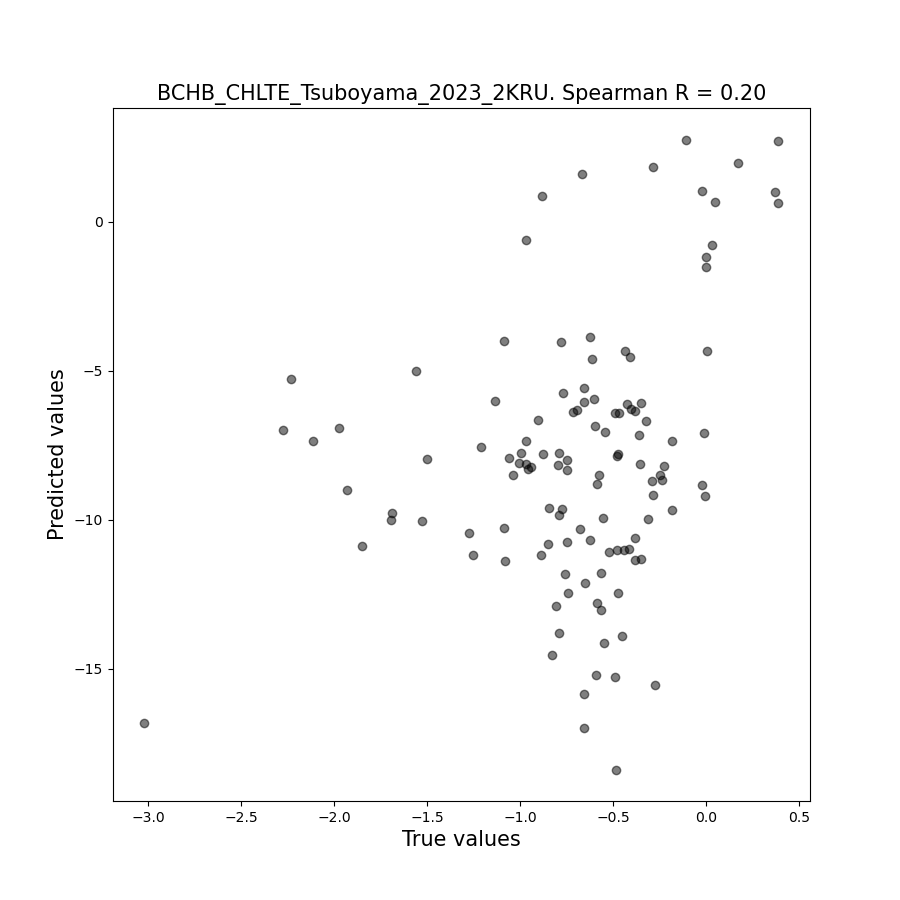 BCHB_CHLTE_Tsuboyama_2023_2KRU. Spearman R = 0.20
Predicted values
0
−5
−10
−15
−3.0 −2.5 −2.0 −1.5 −1.0 −0.5 0.0 0.5
True values